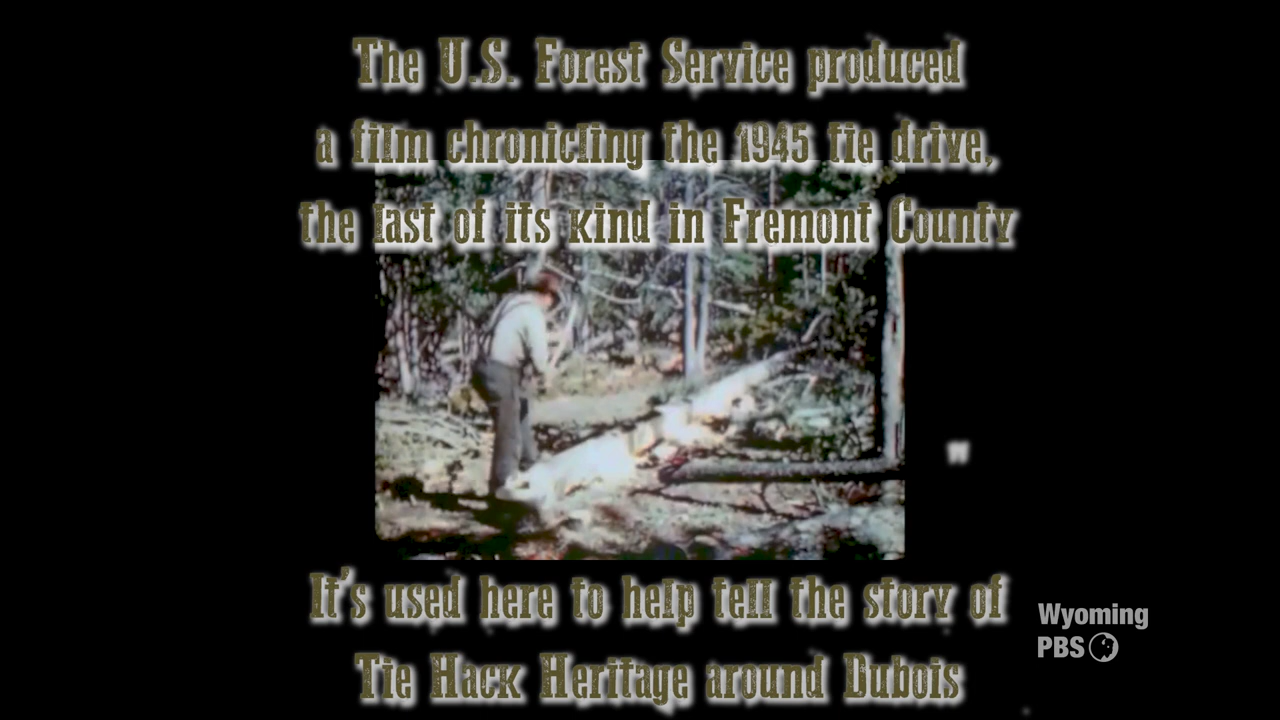 The U.S. Forest Service produced
a film chronicling the 1945 tie drive,
the last of its kind in Fremont County
"
It's used here to help tell the story of
Tie Hack Heritage around Dubois
Wyoming
PBS